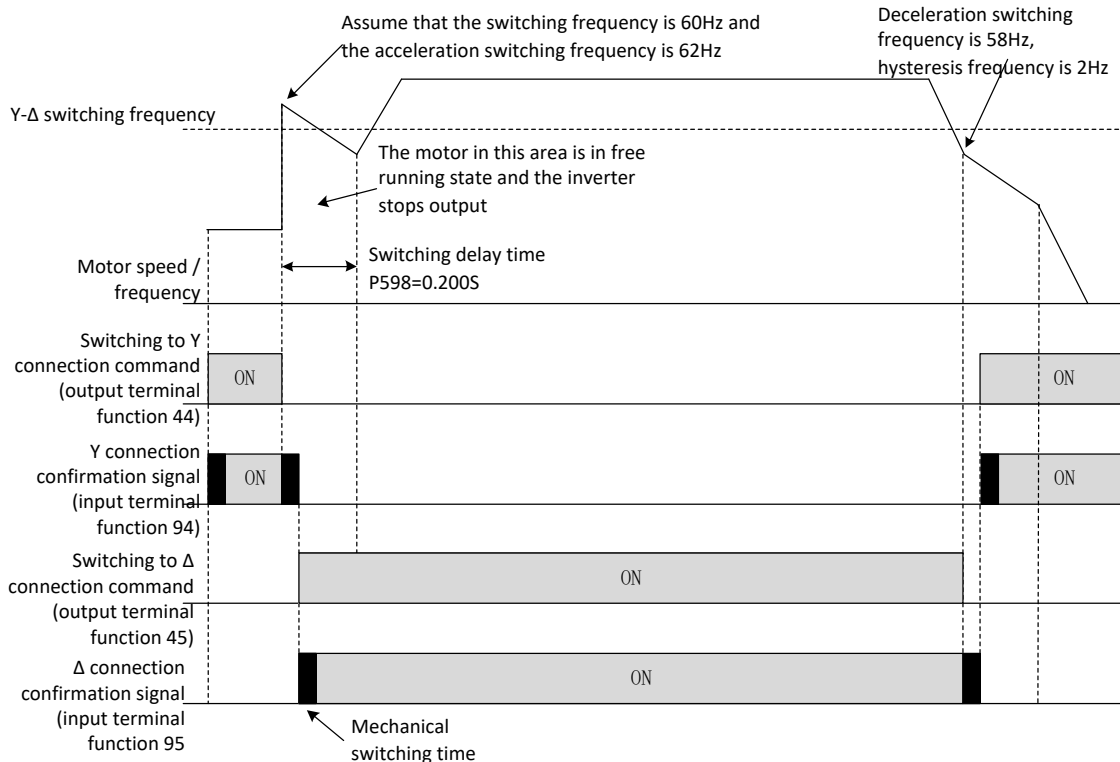 Assume that the switching frequency is 60Hz and
the acceleration switching frequency is 62Hz
Deceleration switching
frequency is 58Hz,
hysteresis frequency is 2Hz
Y-Δ switching frequency
The motor in this area is in free
running state and the inverter
stops output
Switching delay time
P598=0.200S
Motor speed /
frequency
Switching to Y
connection command
(output terminal
function 44)
ON
ON
Y connection
confirmation signal
(input terminal
function 94)
ON
ON
Switching to Δ
connection command
(output terminal
function 45)
ON
Δ connection
confirmation signal
(input terminal
function 95
ON
Mechanical
switching time